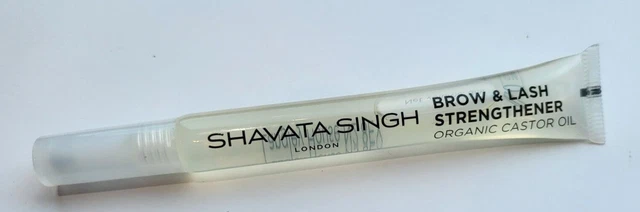 SHAVATA SINGH
LONDON
BROW & LASH
STRENGTHENER
ORGANIC CASTOR OIL